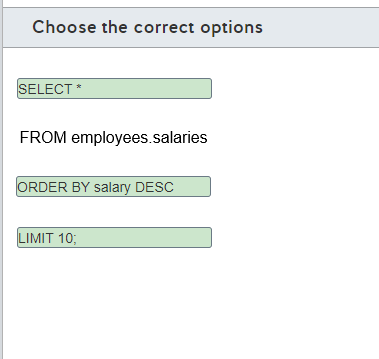 Choose the correct options
SELECT *
FROM employees.salaries
ORDER BY salary DESC
LIMIT 10;